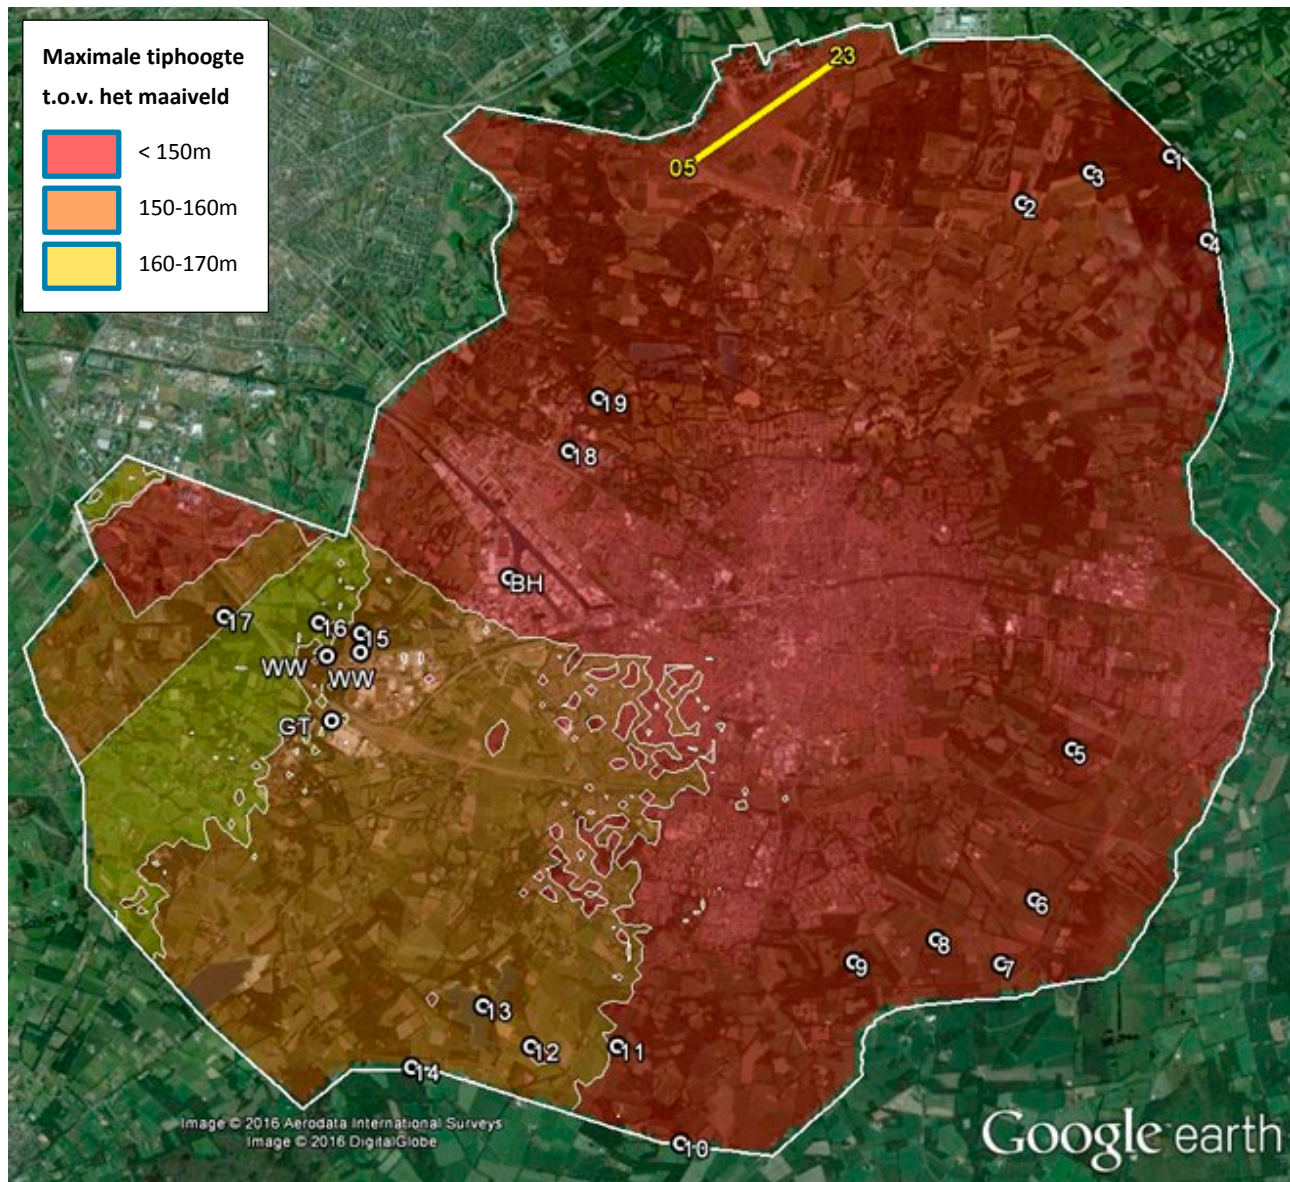 Maximale tiphoogte
t.o.v. het maaiveld
< 150m
150-160m
160-170m
23
05
1
3
2
4
19
18
BH
17
16
15
WW
WW
GT
5
6
8
9
7
13
12
11
14
10
Image © 2016 Aerodata International Surveys
Image © 2016 DigitalGlobe
Google earth